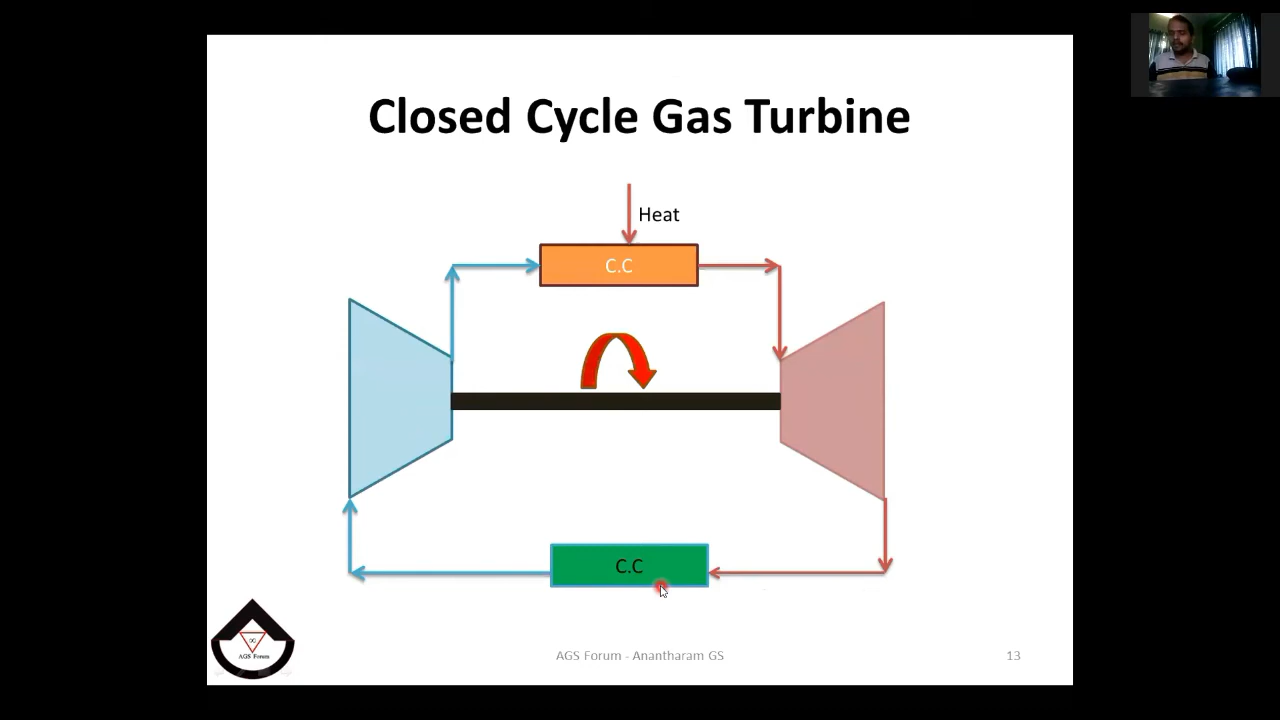 Closed Cycle Gas Turbine
Heat
C.C
C.C
∞
AGS Forum
AGS Forum - Anantharam GS
13